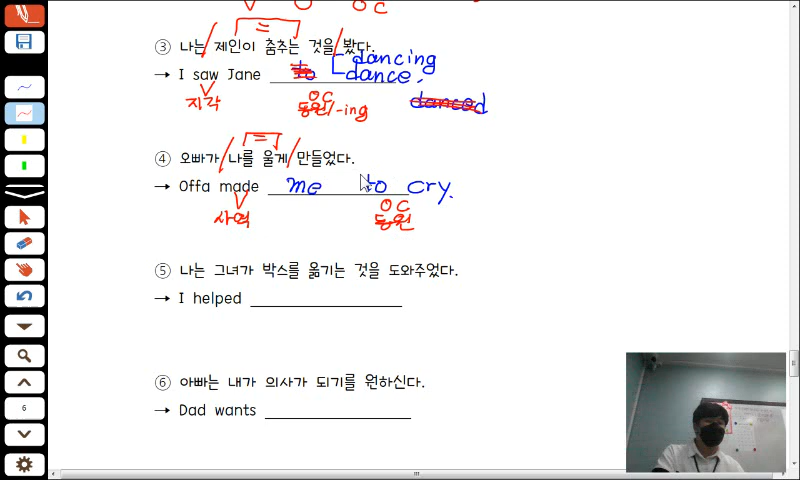 V O O C
=
③ 나는 / 제인이 춤추는 것을 / 봤다.
dancing
→ I saw Jane to dance.
V 지각
O C
동원/-ing
danced
=
④ 오빠가 / 나를 울게 / 만들었다.
→ Offa made me to cry.
V 사역
O C
동원
⑤ 나는 그녀가 박스를 옮기는 것을 도와주었다.
→ I helped
⑥ 아빠는 내가 의사가 되기를 원하신다.
→ Dad wants
6